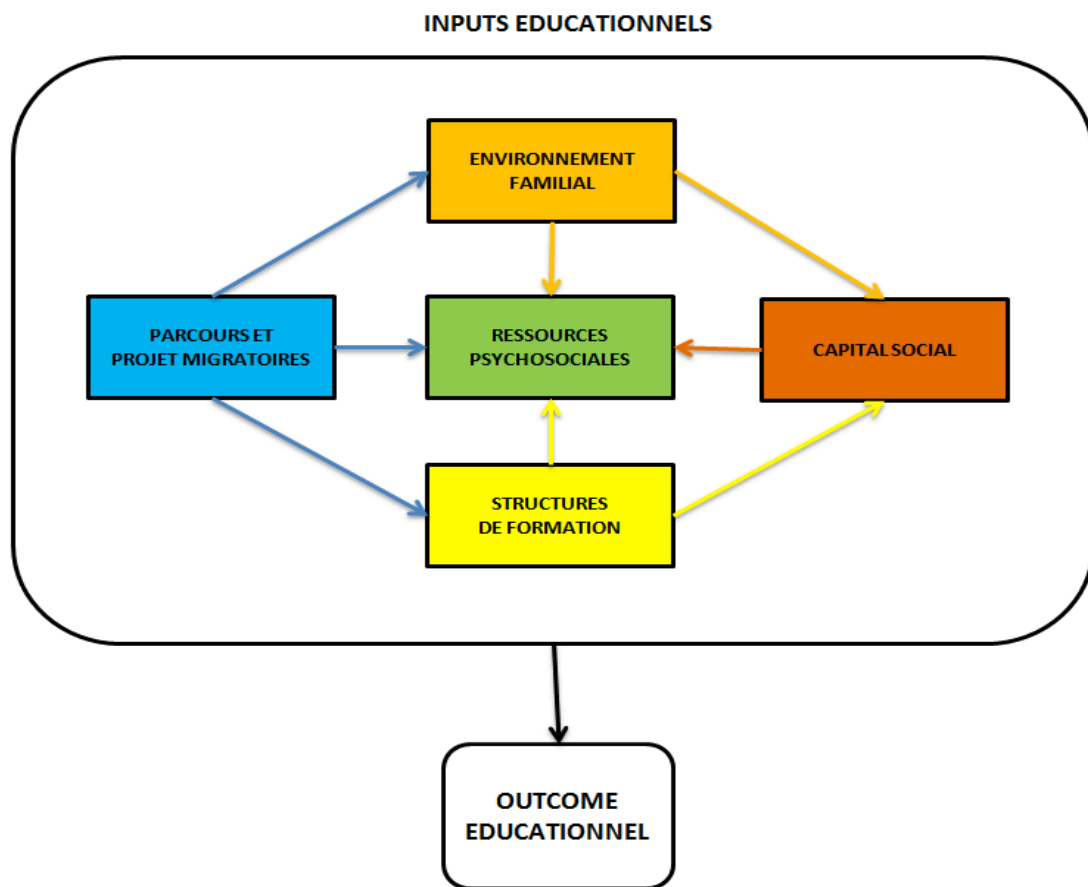 INPUTS EDUCATIONNELS
ENVIRONNEMENT
FAMILIAL
PARCOURS ET
PROJET MIGRATOIRES
RESSOURCES
PSYCHOSOCIALES
CAPITAL SOCIAL
STRUCTURES
DE FORMATION
OUTCOME
EDUCATIONNEL